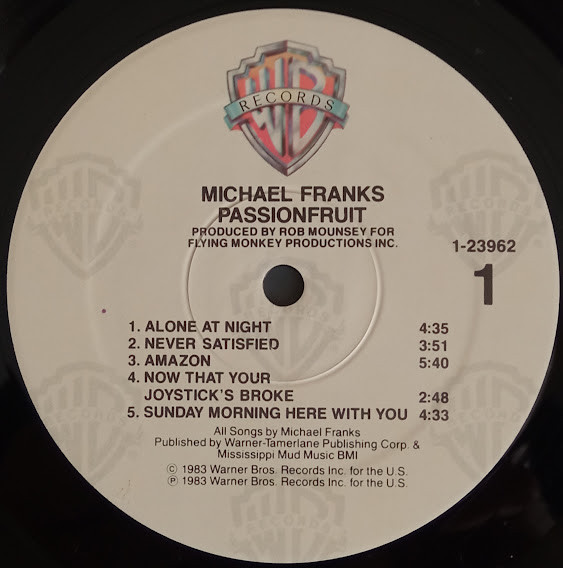 WB
RECORDS
MICHAEL FRANKS
PASSIONFRUIT
PRODUCED BY ROB MOUNSEY FOR
FLYING MONKEY PRODUCTIONS INC.
1-23962
1
1. ALONE AT NIGHT 4:35
2. NEVER SATISFIED 3:51
3. AMAZON 5:40
4. NOW THAT YOUR
JOYSTICK'S BROKE 2:48
5. SUNDAY MORNING HERE WITH YOU 4:33
All Songs by Michael Franks
Published by Warner-Tamerlane Publishing Corp. &
Mississippi Mud Music BMI
© 1983 Warner Bros. Records Inc. for the U.S.
℗ 1983 Warner Bros. Records Inc. for the U.S.